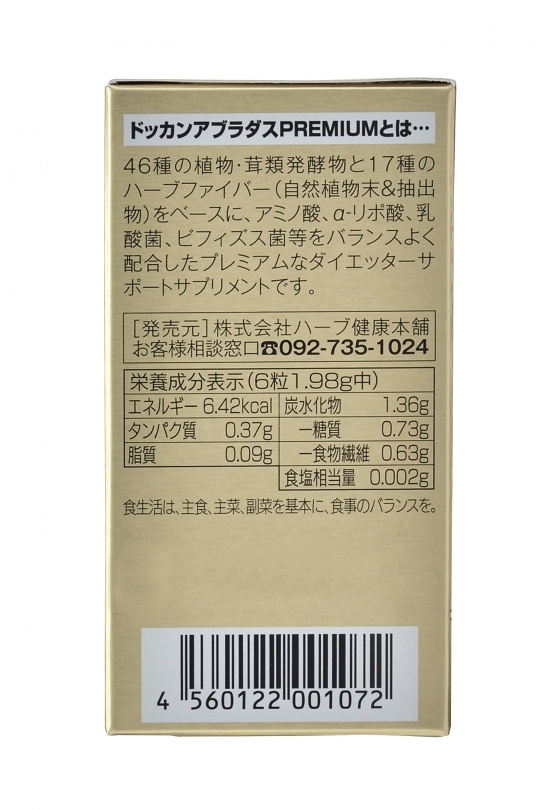 ドッカンアブラダスPREMIUMとは…
46種の植物・茸類発酵物と17種の
ハーブファイバー(自然植物末&抽出
物)をベースに、アミノ酸、α-リポ酸、乳
酸菌、ビフィズス菌等をバランスよく
配合したプレミアムなダイエッターサ
ポートサプリメントです。
[発売元]株式会社ハーブ健康本舗
お客様相談窓口☎092-735-1024
栄養成分表示(6粒1.98g中)
エネルギー 6.42kcal
タンパク質 0.37g
脂質 0.09g
炭水化物 1.36g
ー糖質 0.73g
ー食物繊維 0.63g
食塩相当量 0.002g
食生活は、主食、主菜、副菜を基本に、食事のバランスを。
4 560122 001072